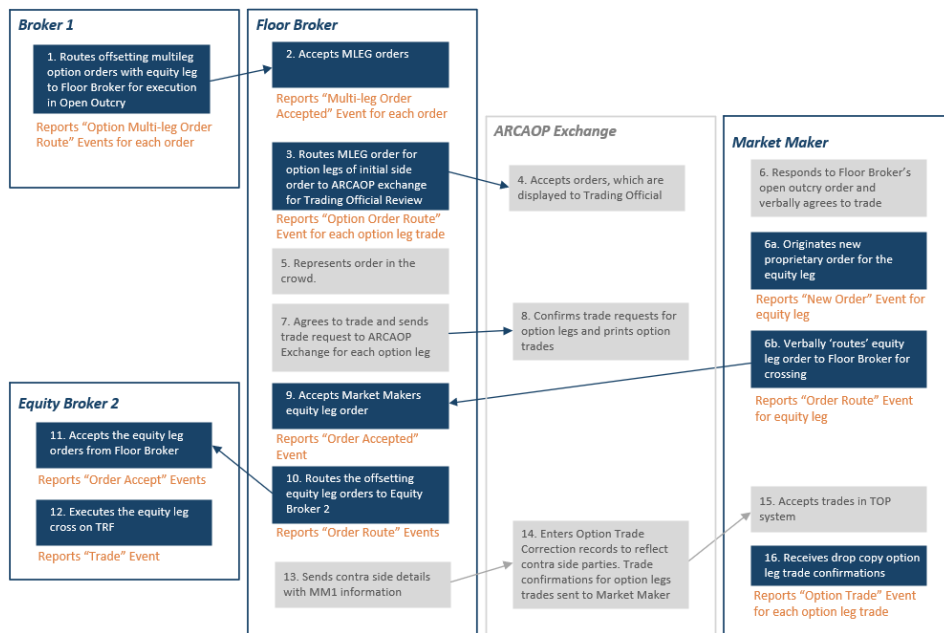 Broker 1
1. Routes offsetting multileg
option orders with equity leg
to Floor Broker for execution
in Open Outcry
Reports “Option Multi-leg Order
Route” Events for each order
Floor Broker
2. Accepts MLEG orders
Reports “Multi-leg Order
Accepted” Event for each order
3. Routes MLEG order for
option legs of initial side
order to ARCAOP exchange
for Trading Official Review
Reports “Option Order Route”
Event for each option leg trade
5. Represents order in the
crowd.
7. Agrees to trade and sends
trade request to ARCAOP
Exchange for each option leg
9. Accepts Market Makers
equity leg order
Reports “Order Accepted”
Event
10. Routes the offsetting
equity leg orders to Equity
Broker 2
Reports “Order Route” Events
13. Sends contra side details
with MM1 information
ARCAOP Exchange
4. Accepts orders, which are
displayed to Trading Official
8. Confirms trade requests for
option legs and prints option
trades
14. Enters Option Trade
Correction records to reflect
contra side parties. Trade
confirmations for option legs
trades sent to Market Maker
Market Maker
6. Responds to Floor Broker’s
open outcry order and
verbally agrees to trade
6a. Originates new
proprietary order for the
equity leg
Reports “New Order” Event for
equity leg
6b. Verbally ‘routes’ equity
leg order to Floor Broker for
crossing
Reports “Order Route” Event
for equity leg
15. Accepts trades in TOP
system
16. Receives drop copy option
leg trade confirmations
Reports “Option Trade” Event
for each option leg trade
Equity Broker 2
11. Accepts the equity leg
orders from Floor Broker
Reports “Order Accept” Events
12. Executes the equity leg
cross on TRF
Reports “Trade” Event